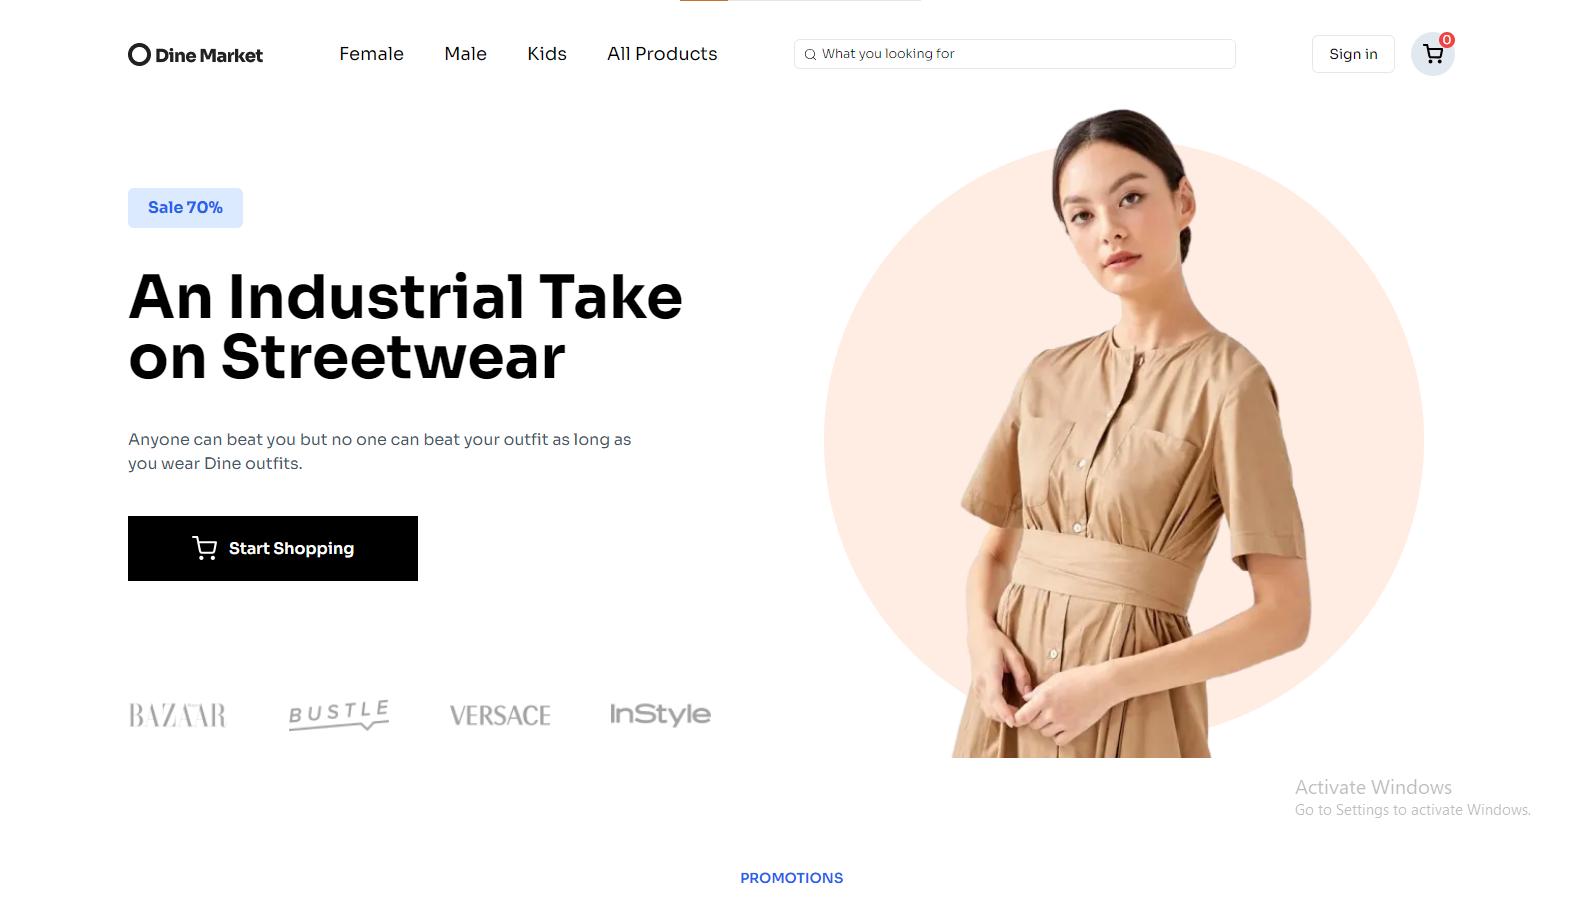 Dine Market
Female
Male
Kids
All Products
What you looking for
Sign in
0
Sale 70%
An Industrial Take
on Streetwear
Anyone can beat you but no one can beat your outfit as long as
you wear Dine outfits.
Start Shopping
BAZAAR
BUSTLE
VERSACE
InStyle
Activate Windows
Go to Settings to activate Windows.
PROMOTIONS